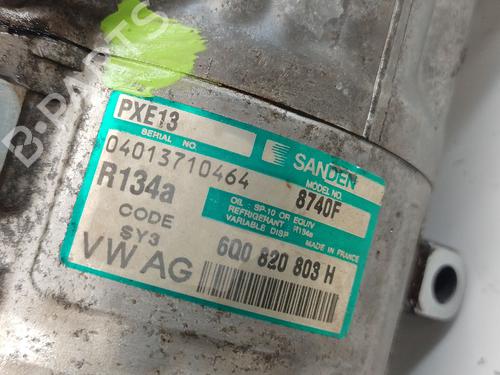 B-PARTS
PXE13
SERIAL NO.
04013710464
R134a
CODE
SY3
VW AG
SANDEN
MODEL NO.
8740F
OIL : SP-10 OR EQUIV
REFRIGERANT : R134a
VARIABLE DISP.
MADE IN FRANCE
6Q0 820 803 H